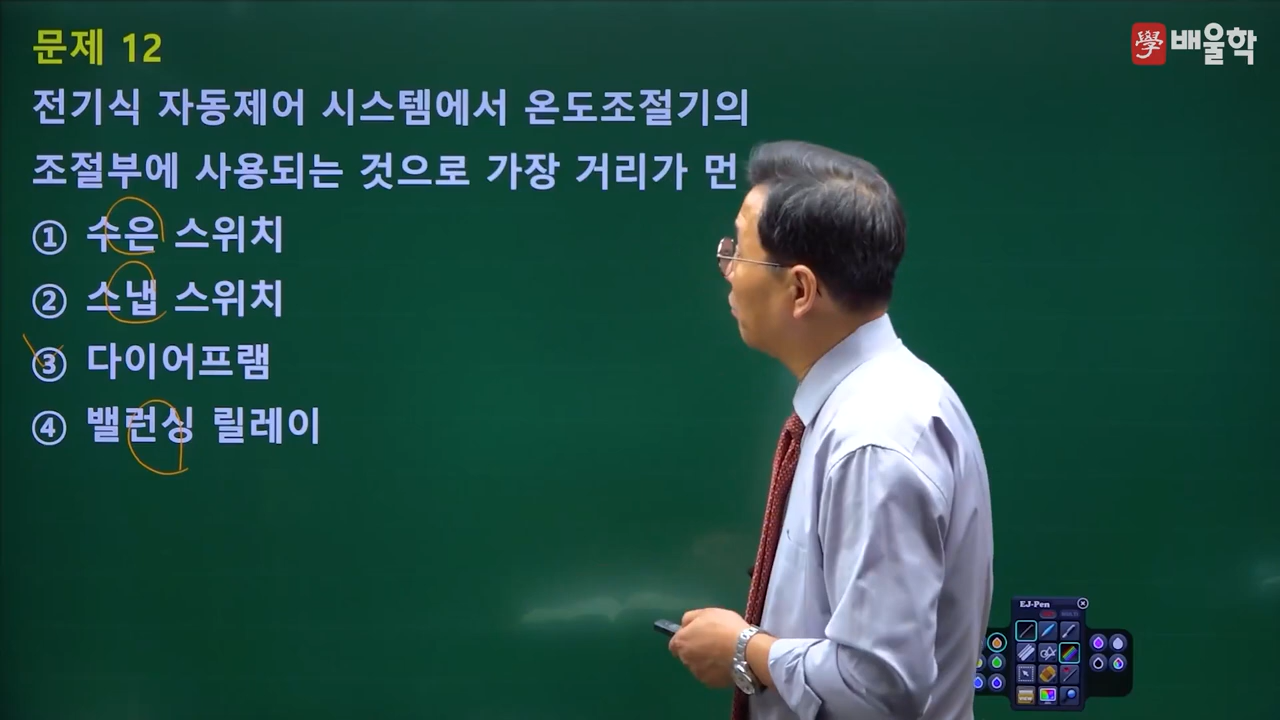 문제 12
學 배울학
전기식 자동제어 시스템에서 온도조절기의
조절부에 사용되는 것으로 가장 거리가 먼
① 수은 스위치
② 스냅 스위치
③ 다이어프램
④ 밸런싱 릴레이
EJ-Pen